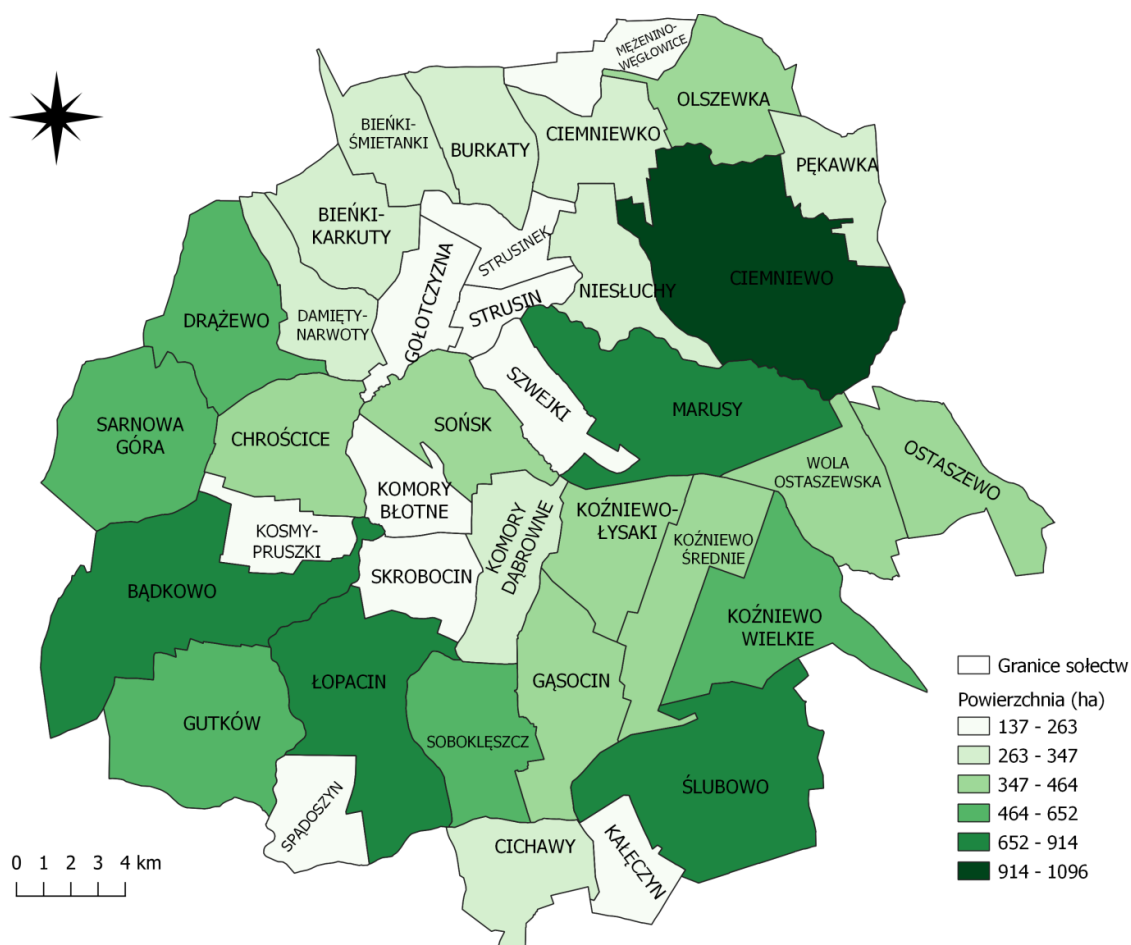 MĘŻENINO-
WĘGŁOWICE
OLSZEWKA
BIEŃKI-
ŚMIETANKI
BURKATY
CIEMNIEWKO
PĘKAWKA
BIEŃKI-
KARKUTY
STRUSINEK
GOŁOTCZYZNA
STRUSIN
NIESŁUCHY
CIEMNIEWO
DRĄŻEWO
DAMIĘTY-
NARWOTY
SZWEJKI
MARUSY
SARNOWA
GÓRA
CHROŚCICE
SOŃSK
WOLA
OSTASZEWSKA
OSTASZEWO
KOMORY
BŁOTNE
KOSMY-
PRUSZKI
KOMORY
DĄBROWNE
KOŹNIEWO-
ŁYSAKI
KOŹNIEWO
ŚREDNIE
SKROBOCIN
BĄDKOWO
KOŹNIEWO
WIELKIE
ŁOPACIN
GĄSOCIN
GUTKÓW
SOBOKLĘSZCZ
ŚLUBOWO
SPĄDOSZYN
CICHAWY
KAŁĘCZYN
0 1 2 3 4 km
Granice sołectw
Powierzchnia (ha)
137 - 263
263 - 347
347 - 464
464 - 652
652 - 914
914 - 1096